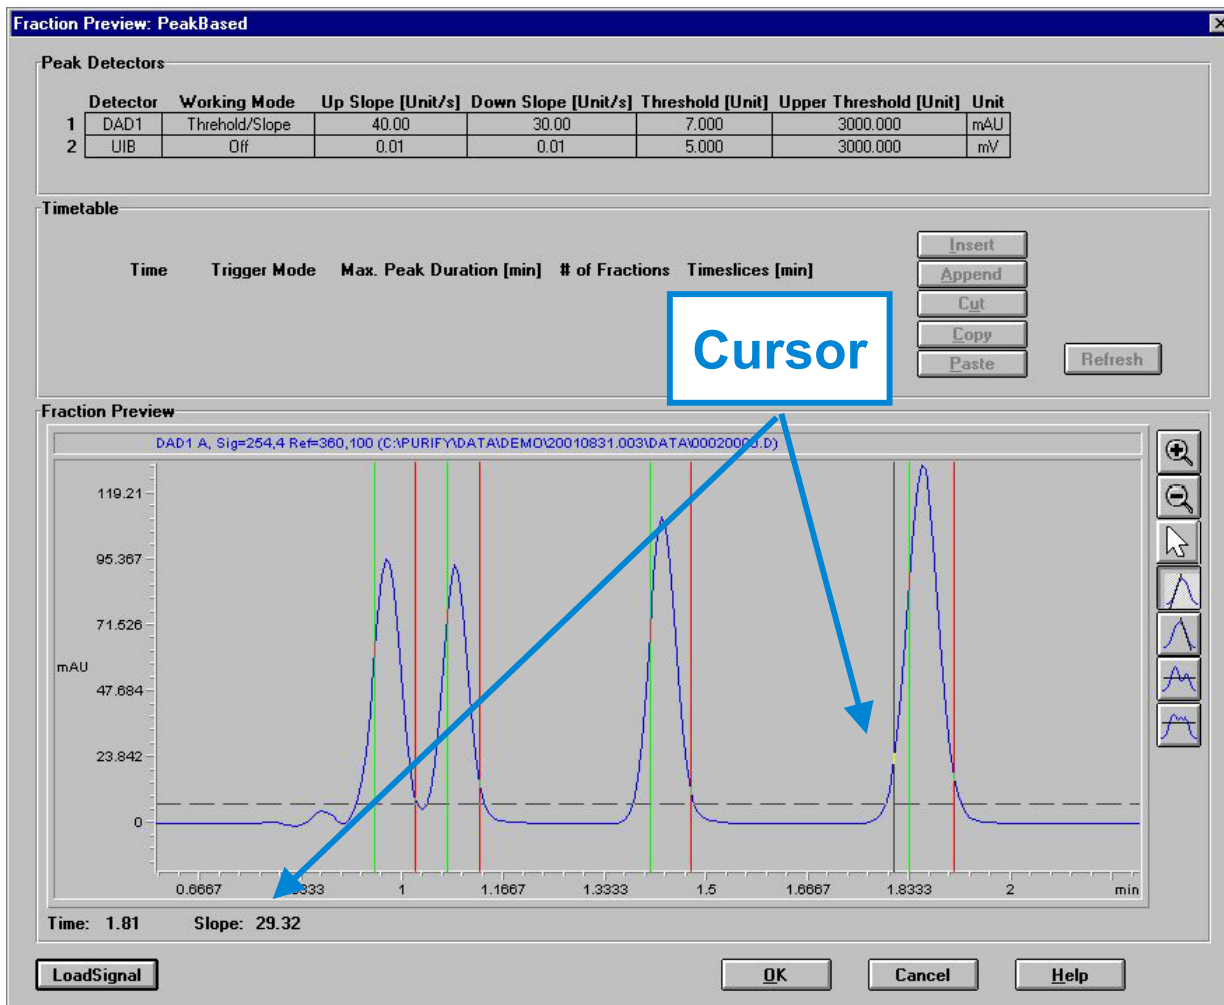 Fraction Preview: PeakBased
Peak Detectors
Detector Working Mode Up Slope [Unit/s] Down Slope [Unit/s] Threshold [Unit] Upper Threshold [Unit] Unit
1 DAD1 Threhold/Slope 40.00 30.00 7.000 3000.000 mAU
2 UIB Off 0.01 0.01 5.000 3000.000 mV
Timetable
Time Trigger Mode Max. Peak Duration [min] # of Fractions Timeslices [min]
Insert
Append
Cut
Copy
Paste
Refresh
Cursor
Fraction Preview
DAD1 A, Sig=254,4 Ref=360,100 (C:\PURIFY\DATA\DEMO\20010831.003\DATA\00020000.D)
119.21
95.367
71.526
mAU
47.684
23.842
0
0.6667 3333 1 1.1667 1.3333 1.5 1.6667 1.8333 2 min
Time: 1.81 Slope: 29.32
LoadSignal OK Cancel Help